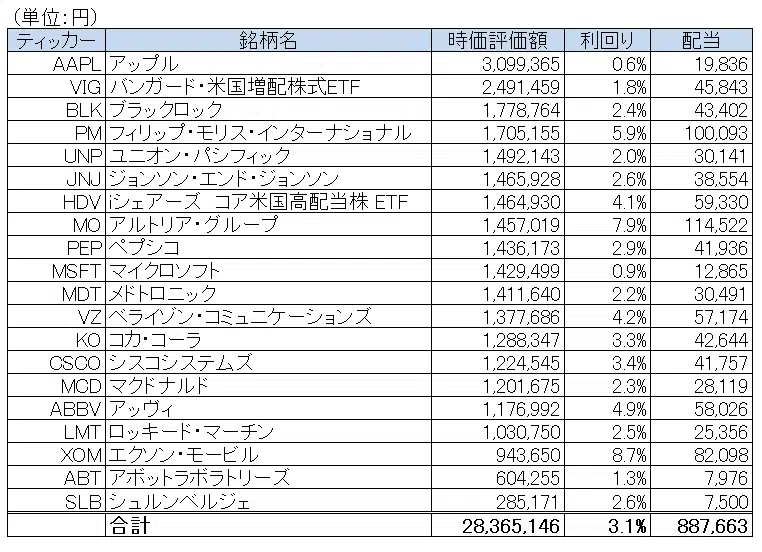 (単位:円)
ティッカー 銘柄名 時価評価額 利回り 配当
AAPL アップル 3,099,365 0.6% 19,836
VIG バンガード・米国増配株式ETF 2,491,459 1.8% 45,843
BLK ブラックロック 1,778,764 2.4% 43,402
PM フィリップ・モリス・インターナショナル 1,705,155 5.9% 100,093
UNP ユニオン・パシフィック 1,492,143 2.0% 30,141
JNJ ジョンソン・エンド・ジョンソン 1,465,928 2.6% 38,554
HDV iシェアーズ コア米国高配当株 ETF 1,464,930 4.1% 59,330
MO アルトリア・グループ 1,457,019 7.9% 114,522
PEP ペプシコ 1,436,173 2.9% 41,936
MSFT マイクロソフト 1,429,499 0.9% 12,865
MDT メドトロニック 1,411,640 2.2% 30,491
VZ ベライゾン・コミュニケーションズ 1,377,686 4.2% 57,174
KO コカ・コーラ 1,288,347 3.3% 42,644
CSCO シスコシステムズ 1,224,545 3.4% 41,757
MCD マクドナルド 1,201,675 2.3% 28,119
ABBV アッヴィ 1,176,992 4.9% 58,026
LMT ロッキード・マーチン 1,030,750 2.5% 25,356
XOM エクソン・モービル 943,650 8.7% 82,098
ABT アボットラボラトリーズ 604,255 1.3% 7,976
SLB シュルンベルジェ 285,171 2.6% 7,500
合計 28,365,146 3.1% 887,663